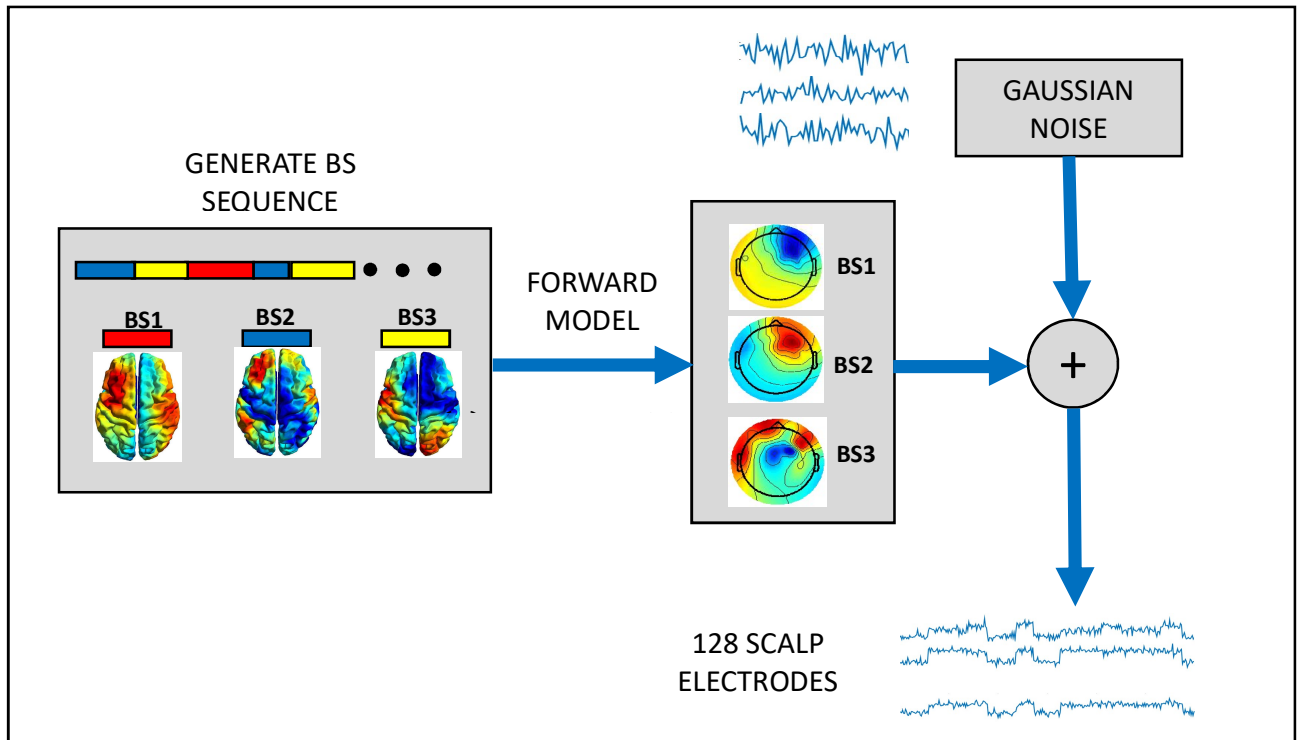 GENERATE BS
SEQUENCE
BS1
BS2
BS3
FORWARD
MODEL
BS1
BS2
BS3
GAUSSIAN
NOISE
+
128 SCALP
ELECTRODES